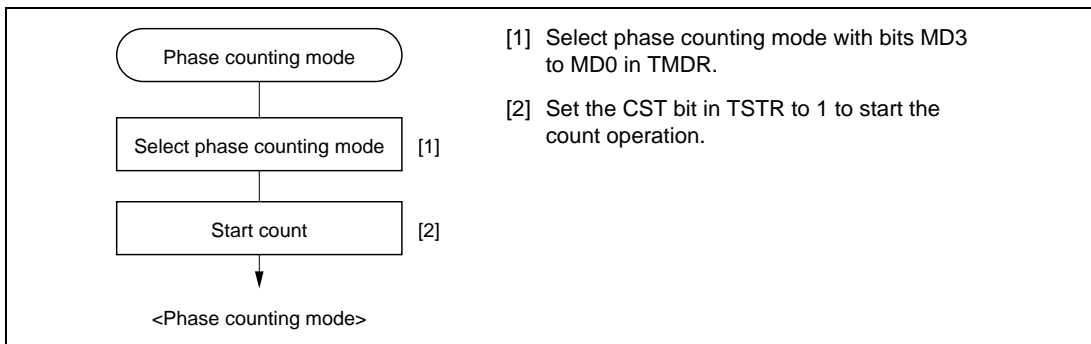 Phase counting mode
Select phase counting mode [1]
Start count [2]
<Phase counting mode>
[1] Select phase counting mode with bits MD3
to MD0 in TMDR.
[2] Set the CST bit in TSTR to 1 to start the
count operation.